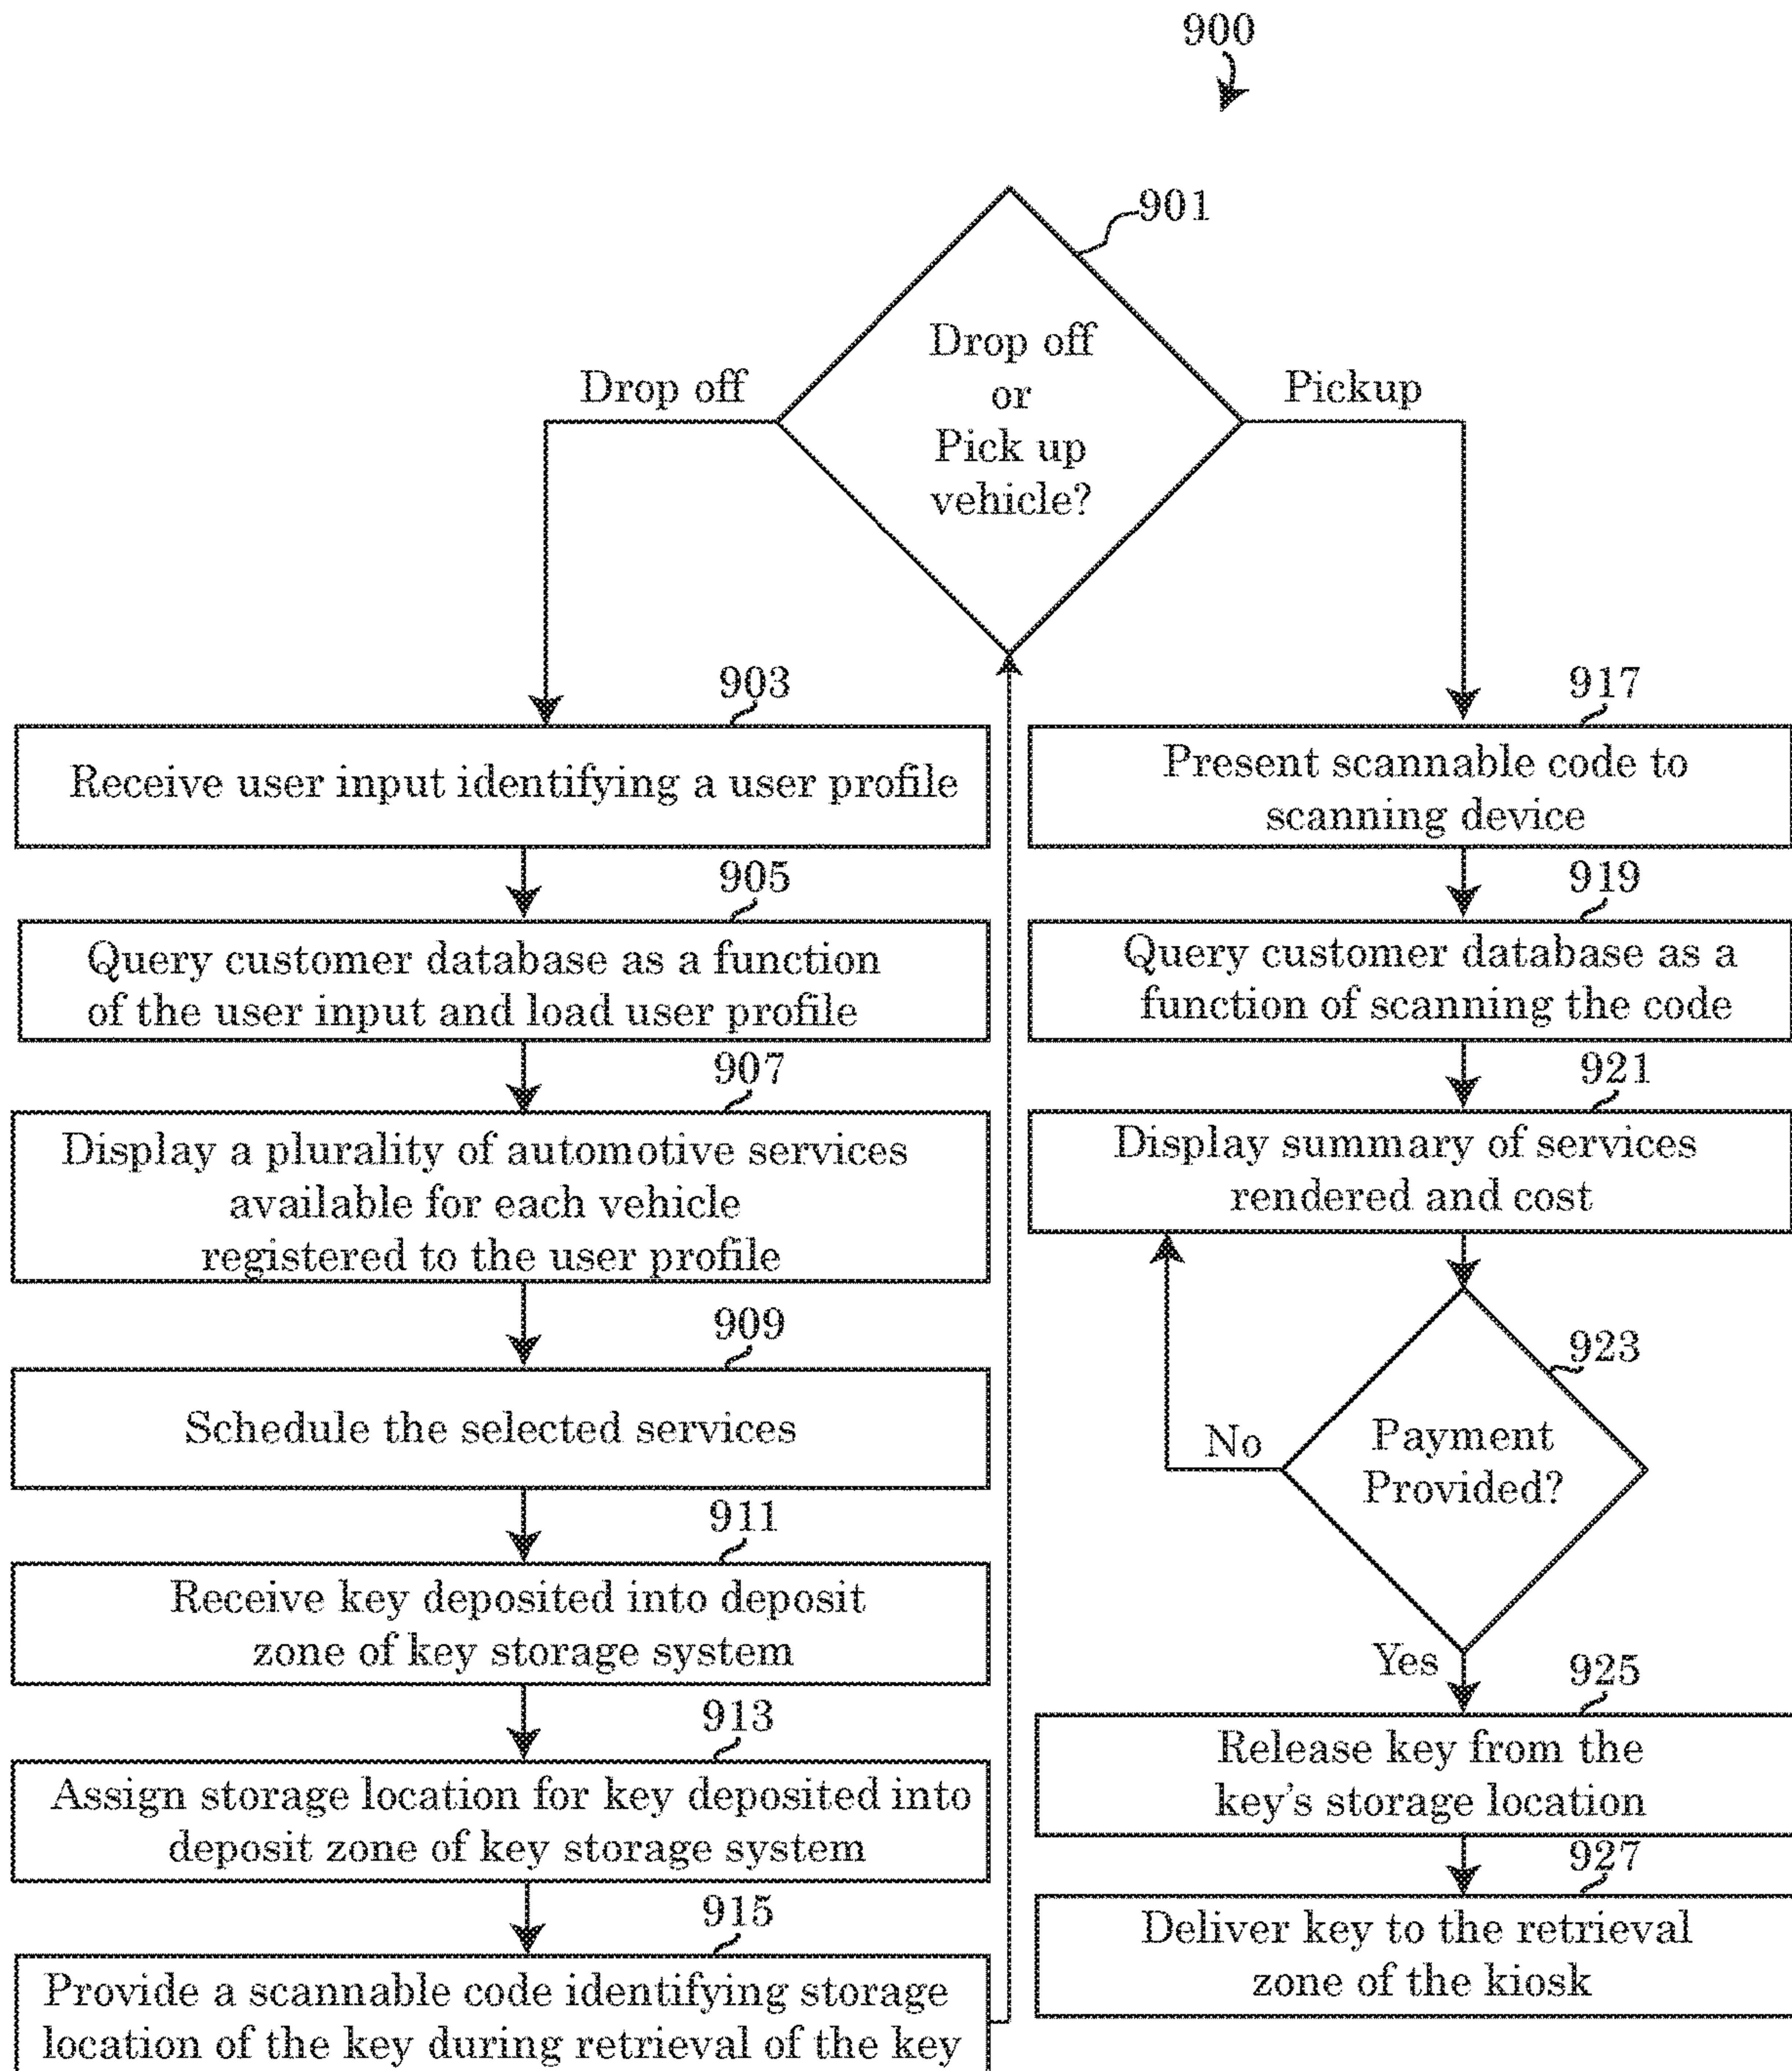 900
901
Drop off
or
Pick up
vehicle?
Drop off
Pickup
903
Receive user input identifying a user profile
905
Query customer database as a function
of the user input and load user profile
907
Display a plurality of automotive services
available for each vehicle
registered to the user profile
909
Schedule the selected services
911
Receive key deposited into deposit
zone of key storage system
913
Assign storage location for key deposited into
deposit zone of key storage system
915
Provide a scannable code identifying storage
location of the key during retrieval of the key
917
Present scannable code to
scanning device
919
Query customer database as a
function of scanning the code
921
Display summary of services
rendered and cost
923
Payment
Provided?
No
Yes
925
Release key from the
key's storage location
927
Deliver key to the retrieval
zone of the kiosk